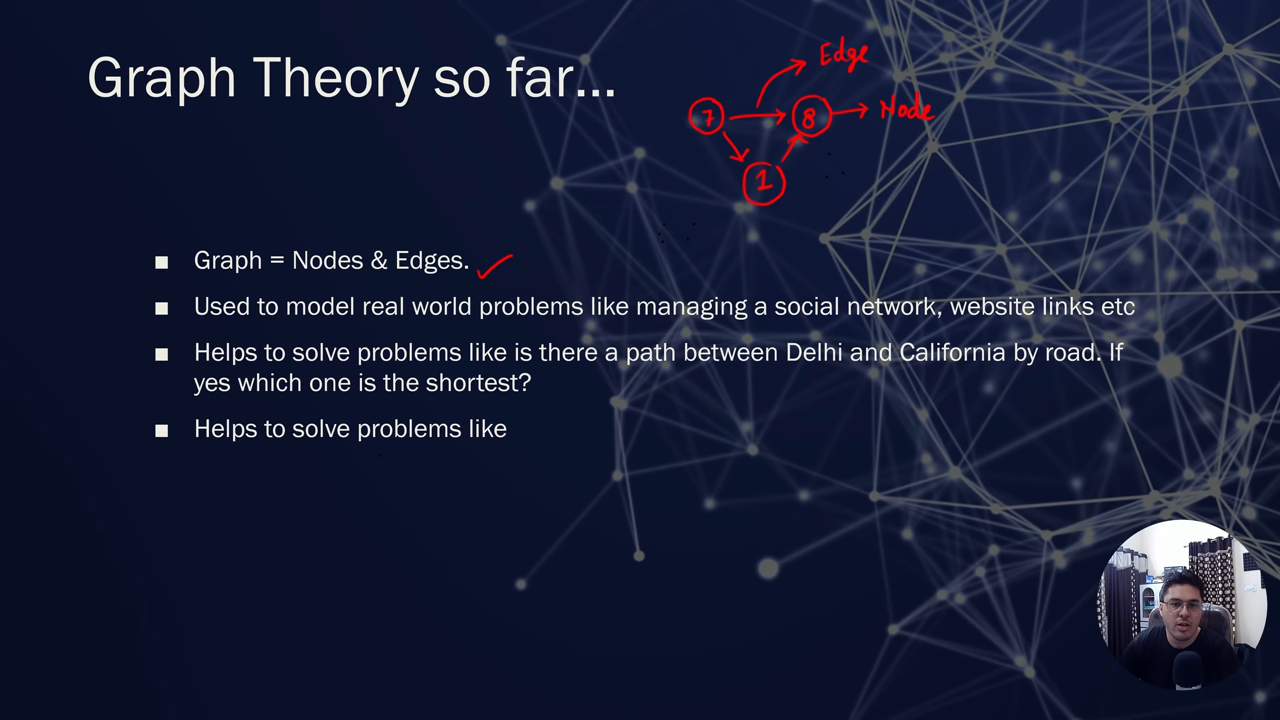 Graph Theory so far...
Edge
7
8
Node
1
■ Graph = Nodes & Edges.
■ Used to model real world problems like managing a social network, website links etc
■ Helps to solve problems like is there a path between Delhi and California by road. If
yes which one is the shortest?
■ Helps to solve problems like